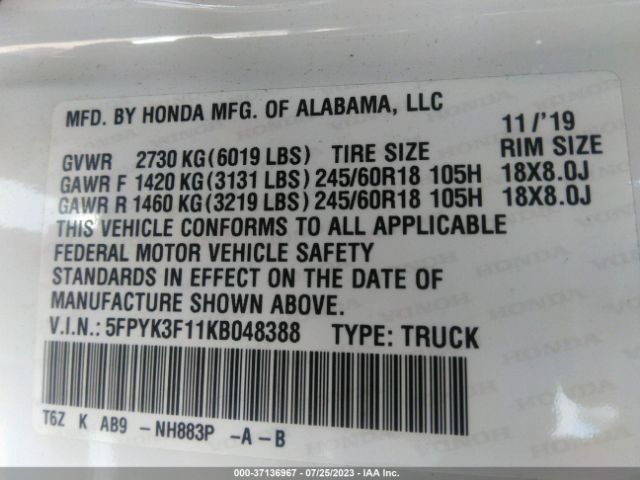 MFD. BY HONDA MFG. OF ALABAMA, LLC
11/'19
GVWR 2730 KG(6019 LBS) TIRE SIZE RIM SIZE
GAWR F 1420 KG(3131 LBS) 245/60R18 105H 18X8.0J
GAWR R 1460 KG(3219 LBS) 245/60R18 105H 18X8.0J
THIS VEHICLE CONFORMS TO ALL APPLICABLE
FEDERAL MOTOR VEHICLE SAFETY
STANDARDS IN EFFECT ON THE DATE OF
MANUFACTURE SHOWN ABOVE.
V.I.N.: 5FPYK3F11KB048388 TYPE: TRUCK
T6Z K AB9 -NH883P -A-B
000-37136967 / 07/25/2023 - IAA Inc.